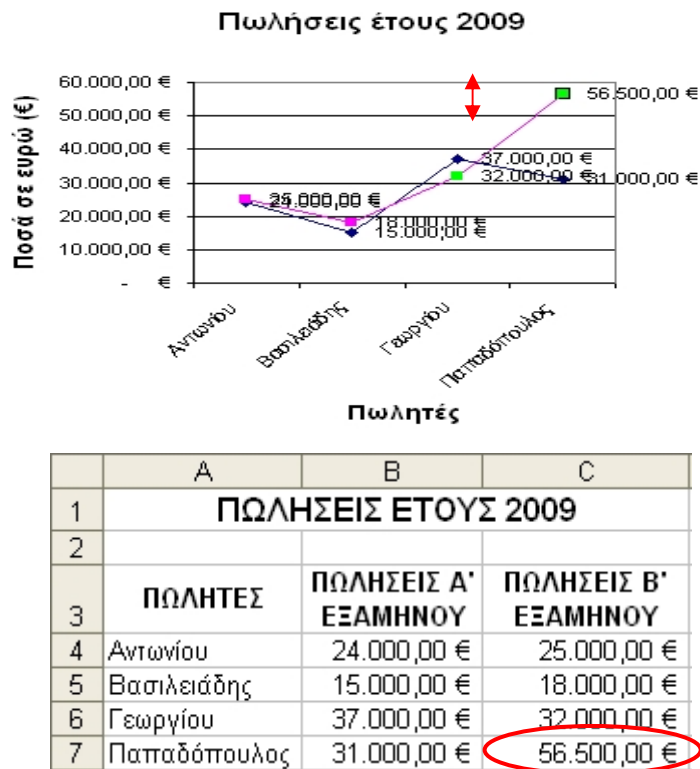 Πωλήσεις έτους 2009
Ποσά σε ευρώ (€)
60.000,00 €
50.000,00 €
40.000,00 €
30.000,00 €
20.000,00 €
10.000,00 €
- €
56.500,00 €
37.000,00 €
32.000,00 €
31.000,00 €
25.000,00 €
24.000,00 €
18.000,00 €
15.000,00 €
Αντωνίου
Βασιλειάδης
Γεωργίου
Παπαδόπουλος
Πωλητές
A B C
1 ΠΩΛΗΣΕΙΣ ΕΤΟΥΣ 2009
2
3 ΠΩΛΗΤΕΣ ΠΩΛΗΣΕΙΣ Α' ΕΞΑΜΗΝΟΥ ΠΩΛΗΣΕΙΣ Β' ΕΞΑΜΗΝΟΥ
4 Αντωνίου 24.000,00 € 25.000,00 €
5 Βασιλειάδης 15.000,00 € 18.000,00 €
6 Γεωργίου 37.000,00 € 32.000,00 €
7 Παπαδόπουλος 31.000,00 € 56.500,00 €